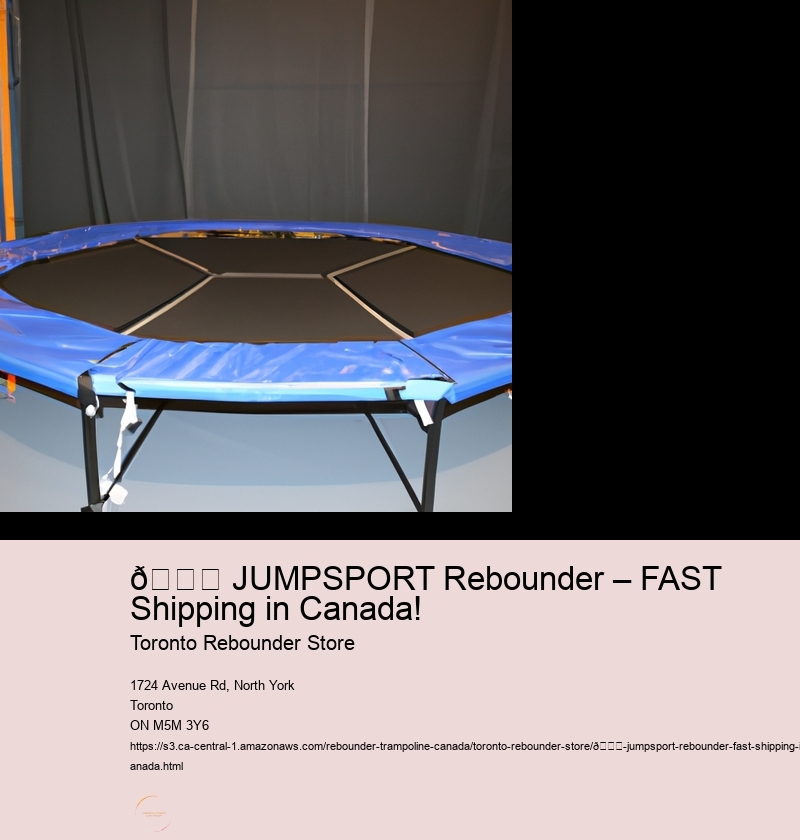 ð□□□ JUMPSPORT Rebounder – FAST
Shipping in Canada!
Toronto Rebounder Store
1724 Avenue Rd, North York
Toronto
ON M5M 3Y6
https://s3.ca-central-1.amazonaws.com/rebounder-trampoline-canada/toronto-rebounder-store/ð□□□-jumpsport-rebounder-fast-shipping-i
anada.html